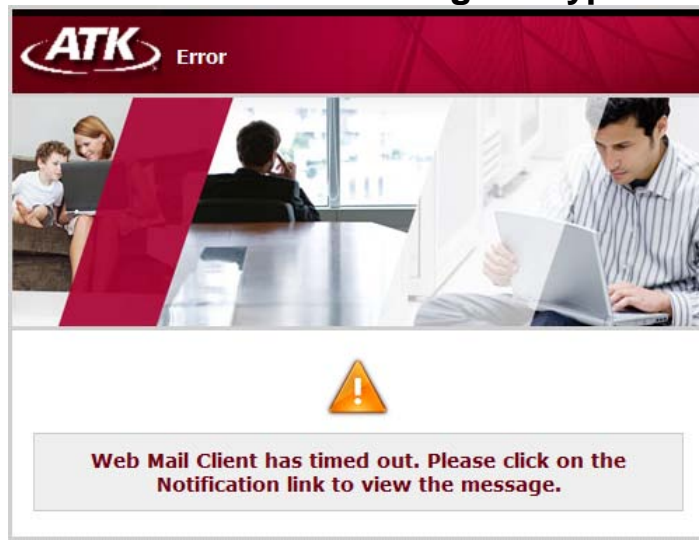 ATK Error
Web Mail Client has timed out. Please click on the
Notification link to view the message.